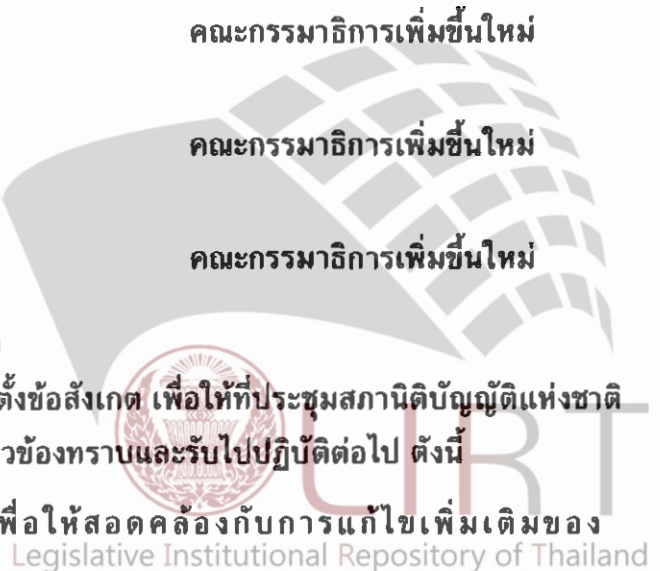 คณะกรรมาธิการเพิ่มขึ้นใหม่
คณะกรรมาธิการเพิ่มขึ้นใหม่
คณะกรรมาธิการเพิ่มขึ้นใหม่
ตั้งข้อสังเกต เพื่อให้ที่ประชุมสภานิติบัญญัติแห่งชาติ
วข้องทราบและรับไปปฏิบัติต่อไป ดังนี้
พื่อให้สอดคล้องกับการแก้ไขเพิ่มเติมของ
LIRT
Legislative Institutional Repository of Thailand